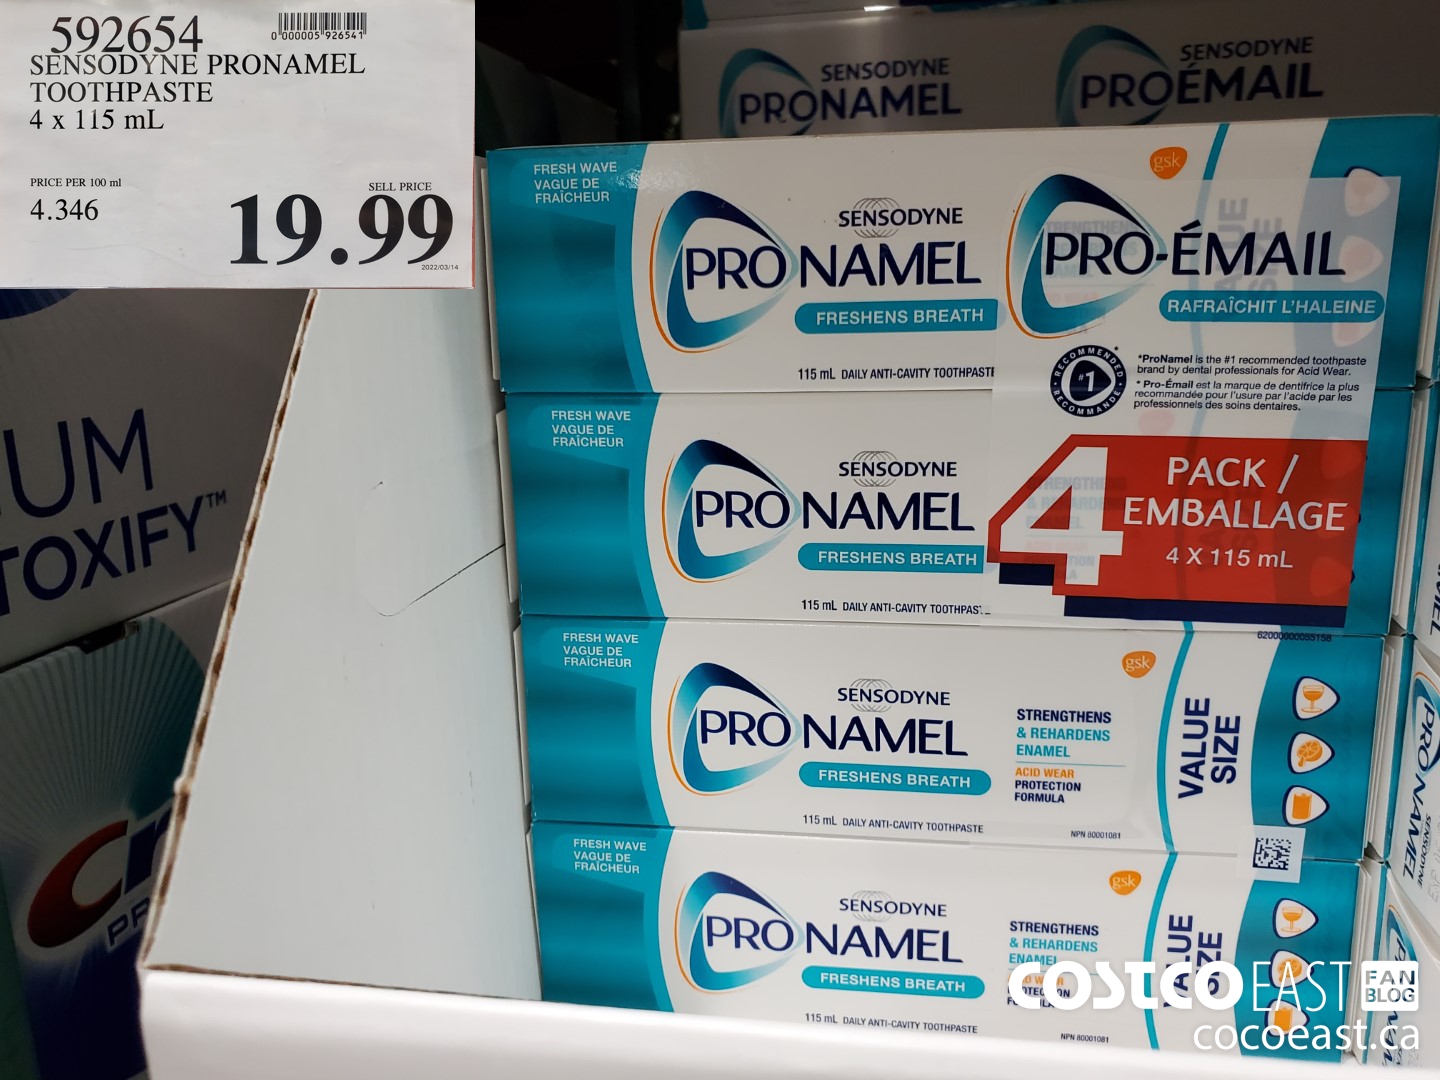 592654
0 000005 926541
SENSODYNE PRONAMEL
TOOTHPASTE
4 x 115 mL
PRICE PER 100 ml
4.346
SELL PRICE
19.99
2022/03/14
SENSODYNE
PRONAMEL
SENSODYNE
PROÉMAIL
FRESH WAVE
VAGUE DE
FRAÎCHEUR
SENSODYNE
PRONAMEL
FRESHENS BREATH
115 mL DAILY ANTI-CAVITY TOOTHPASTE
gsk
PRO-ÉMAIL
RAFRAÎCHIT L'HALEINE
RECOMMENDED
#1
RECOMMANDÉ
*ProNamel is the #1 recommended toothpaste
brand by dental professionals for Acid Wear.
* Pro-Émail est la marque de dentifrice la plus
recommandée pour l'usure par l'acide par les
professionnels des soins dentaires.
4
PACK /
EMBALLAGE
4 X 115 mL
FRESH WAVE
VAGUE DE
FRAÎCHEUR
SENSODYNE
PRONAMEL
FRESHENS BREATH
115 mL DAILY ANTI-CAVITY
62000000055158
FRESH WAVE
VAGUE DE
FRAÎCHEUR
SENSODYNE
PRONAMEL
FRESHENS BREATH
115 mL DAILY ANTI-CAVITY TOOTHPASTE
gsk
STRENGTHENS
& REHARDENS
ENAMEL
ACID WEAR
PROTECTION
FORMULA
NPN 80001081
VALUE
SIZE
FRESH WAVE
VAGUE DE
FRAÎCHEUR
SENSODYNE
PRONAMEL
FRESHENS BREATH
115 mL DAILY ANTI-CAVITY TOOTHPASTE
gsk
STRENGTHENS
& REHARDENS
ENAMEL
NPN 80001081
VALUE
SIZE
UM
TOXIFY™
PR
COSTCO EAST FAN BLOG
cocoeast.ca